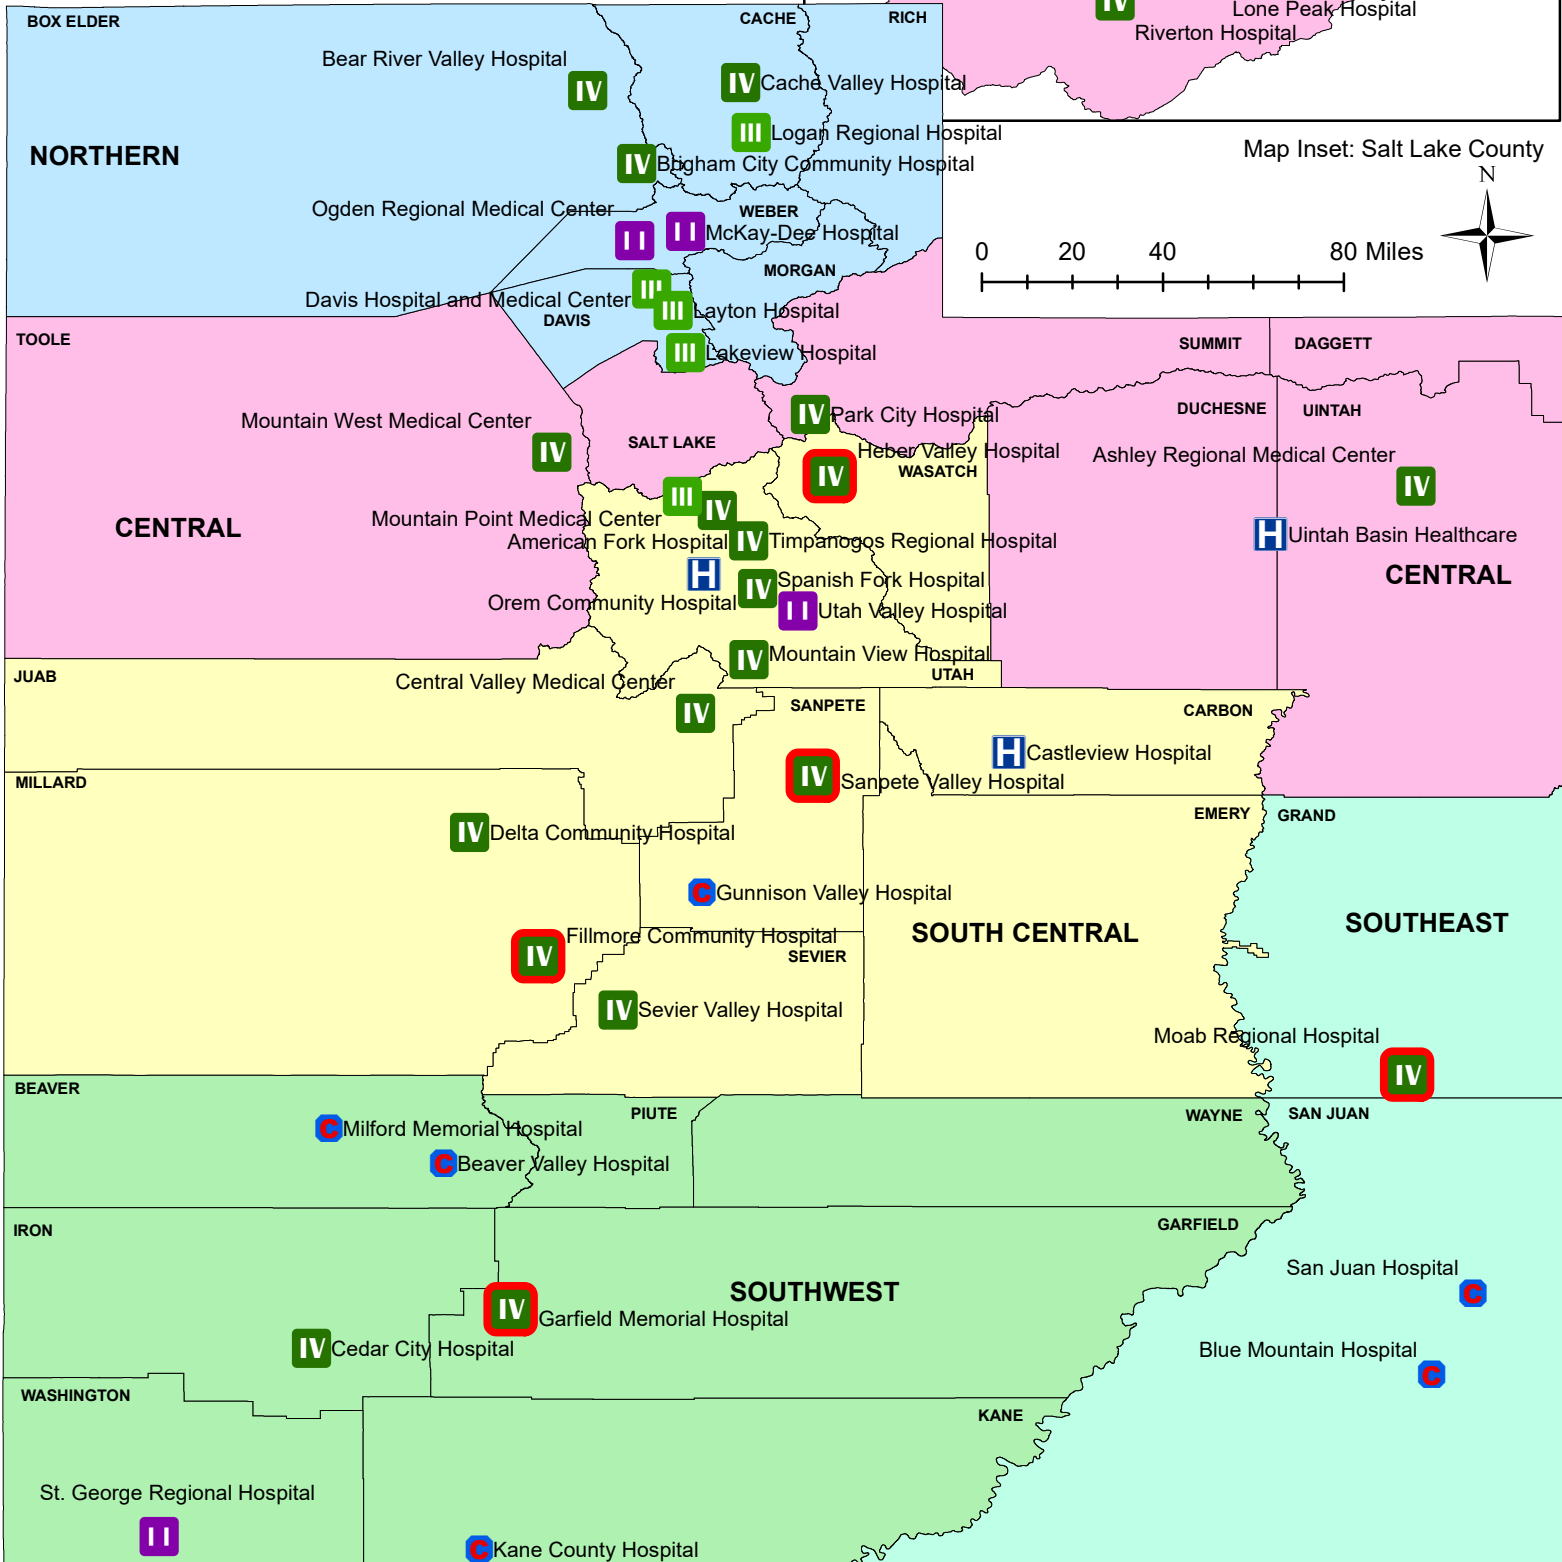 BOX ELDER
CACHE
RICH
IV
Lone Peak Hospital
Riverton Hospital
Bear River Valley Hospital
IV
IV
Cache Valley Hospital
III
Logan Regional Hospital
Map Inset: Salt Lake County
N
NORTHERN
IV
Brigham City Community Hospital
Ogden Regional Medical Center
WEBER
II
II
McKay-Dee Hospital
0 20 40 80 Miles
MORGAN
III
Davis Hospital and Medical Center
III
Layton Hospital
DAVIS
TOOLE
III
Lakeview Hospital
SUMMIT
DAGGETT
DUCHESNE
UINTAH
Mountain West Medical Center
IV
IV
Park City Hospital
SALT LAKE
Heber Valley Hospital
IV
WASATCH
Ashley Regional Medical Center
IV
III
IV
Mountain Point Medical Center
CENTRAL
American Fork Hospital
IV
Timpanogos Regional Hospital
H
Uintah Basin Healthcare
CENTRAL
H
Spanish Fork Hospital
IV
Orem Community Hospital
II
Utah Valley Hospital
IV
Mountain View Hospital
UTAH
JUAB
Central Valley Medical Center
IV
SANPETE
CARBON
H
Castleview Hospital
MILLARD
IV
Sanpete Valley Hospital
EMERY
GRAND
IV
Delta Community Hospital
C
Gunnison Valley Hospital
SOUTH CENTRAL
SOUTHEAST
Fillmore Community Hospital
IV
SEVIER
IV
Sevier Valley Hospital
Moab Regional Hospital
IV
BEAVER
PIUTE
WAYNE
SAN JUAN
C
Milford Memorial Hospital
C
Beaver Valley Hospital
IRON
GARFIELD
San Juan Hospital
C
SOUTHWEST
IV
Garfield Memorial Hospital
IV
Cedar City Hospital
Blue Mountain Hospital
C
WASHINGTON
KANE
St. George Regional Hospital
II
C
Kane County Hospital